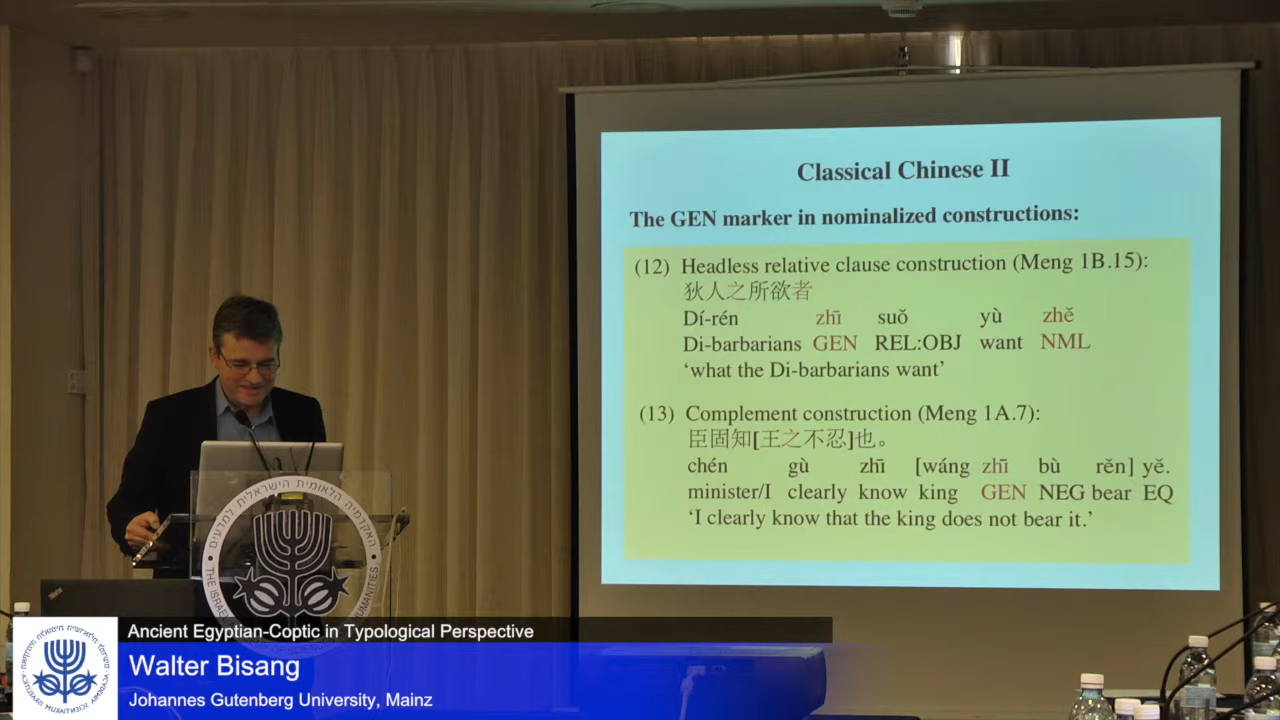 Classical Chinese II
The GEN marker in nominalized constructions:
(12) Headless relative clause construction (Meng 1B.15):
狄人之所欲者
Dí-rén zhī suǒ yù zhě
Di-barbarians GEN REL:OBJ want NML
‘what the Di-barbarians want’
(13) Complement construction (Meng 1A.7):
臣固知[王之不忍]也。
chén gù zhī [wáng zhī bù rěn] yě.
minister/I clearly know king GEN NEG bear EQ
‘I clearly know that the king does not bear it.’
האקדמיה הלאומית הישראלית למדעים
Ancient Egyptian-Coptic in Typological Perspective
Walter Bisang
Johannes Gutenberg University, Mainz